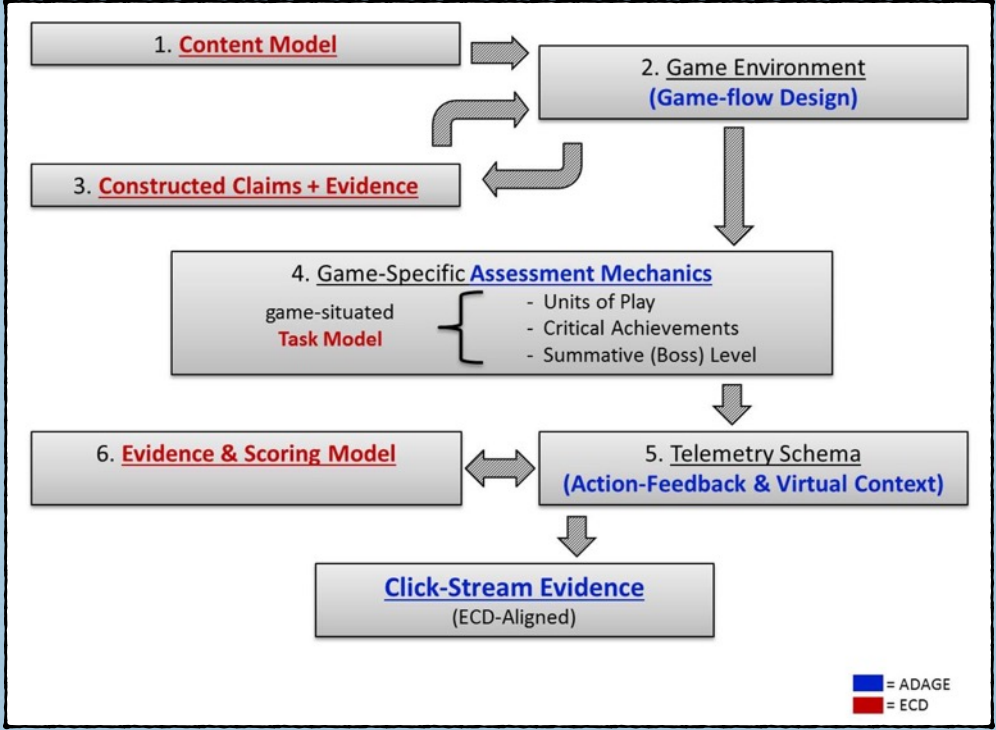 1. Content Model
2. Game Environment
(Game-flow Design)
3. Constructed Claims + Evidence
4. Game-Specific Assessment Mechanics
game-situated
Task Model
- Units of Play
- Critical Achievements
- Summative (Boss) Level
6. Evidence & Scoring Model
5. Telemetry Schema
(Action-Feedback & Virtual Context)
Click-Stream Evidence
(ECD-Aligned)
= ADAGE
= ECD